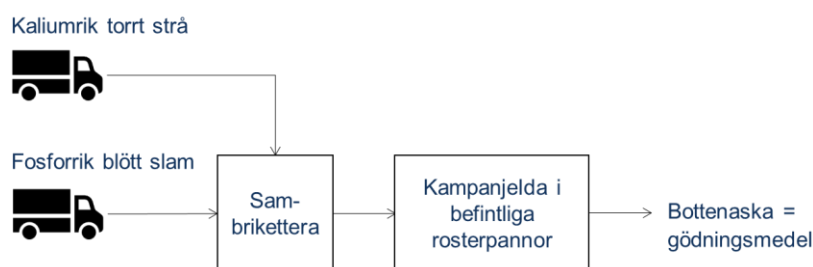 Kaliumrik torrt strå
Fosforrik blött slam
Sam-
brikettera
Kampanjelda i
befintliga
rosterpannor
Bottenaska =
gödningsmedel